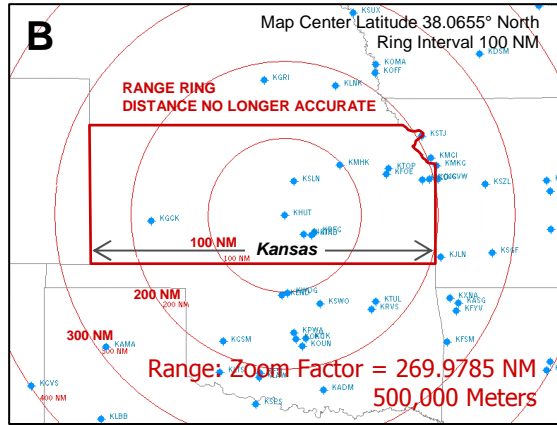 B
Map Center Latitude 38.0655° North
Ring Interval 100 NM
KSUX
KDSM
KOMA
KOFF
KGRI
KLNK
RANGE RING
DISTANCE NO LONGER ACCURATE
KSTJ
KMCI
KMKC
KMHK
KTOP
KFOE
KSZL
KSLN
KHUT
KGCK
100 NM
Kansas
100 NM
KJLN
KSGF
200 NM
200 NM
KSWO
KTUL
KRVS
KXNA
KASG
KFYV
300 NM
300 NM
KAMA
KCSM
KPWA
KOUN
KFSM
Range: Zoom Factor = 269.9785 NM
500,000 Meters
KCVS
400 NM
KADM
KSPS
KLBB